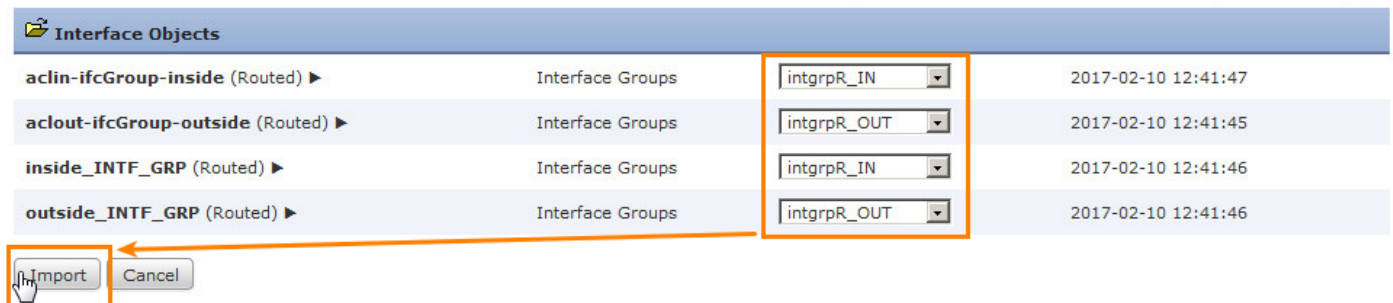 Interface Objects
aclin-ifcGroup-inside (Routed) Interface Groups intgrpR_IN 2017-02-10 12:41:47
aclout-ifcGroup-outside (Routed) Interface Groups intgrpR_OUT 2017-02-10 12:41:45
inside_INTF_GRP (Routed) Interface Groups intgrpR_IN 2017-02-10 12:41:46
outside_INTF_GRP (Routed) Interface Groups intgrpR_OUT 2017-02-10 12:41:46
Import Cancel